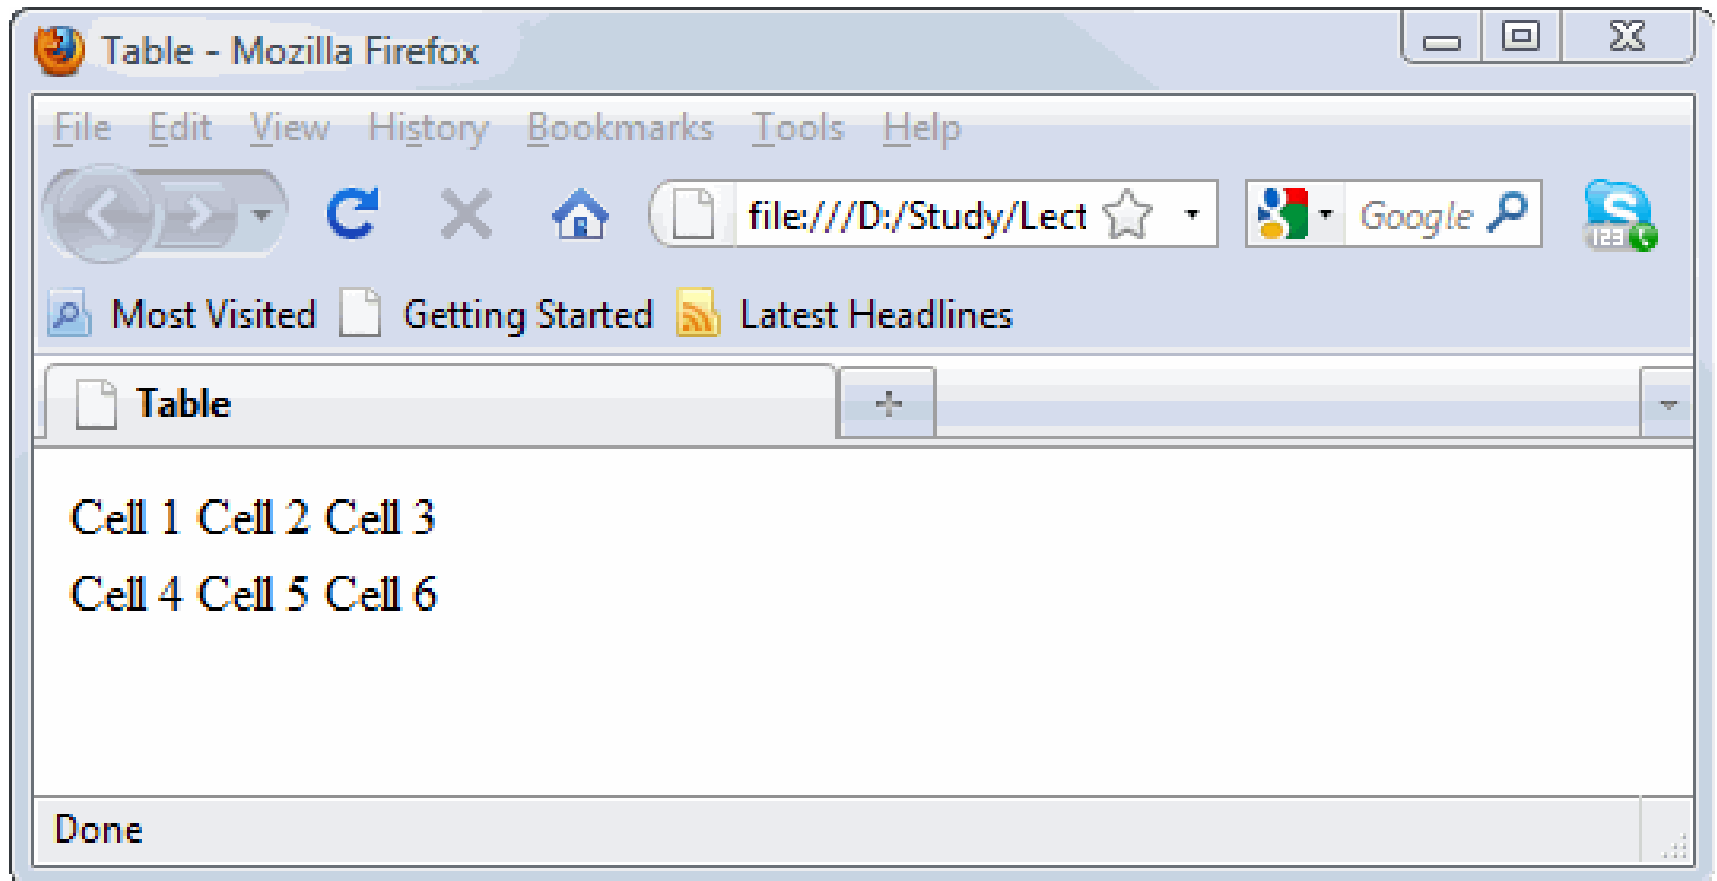 Table - Mozilla Firefox
File Edit View History Bookmarks Tools Help
file:///D:/Study/Lect Google 123
Most Visited Getting Started Latest Headlines
Table
Cell 1 Cell 2 Cell 3
Cell 4 Cell 5 Cell 6
Done